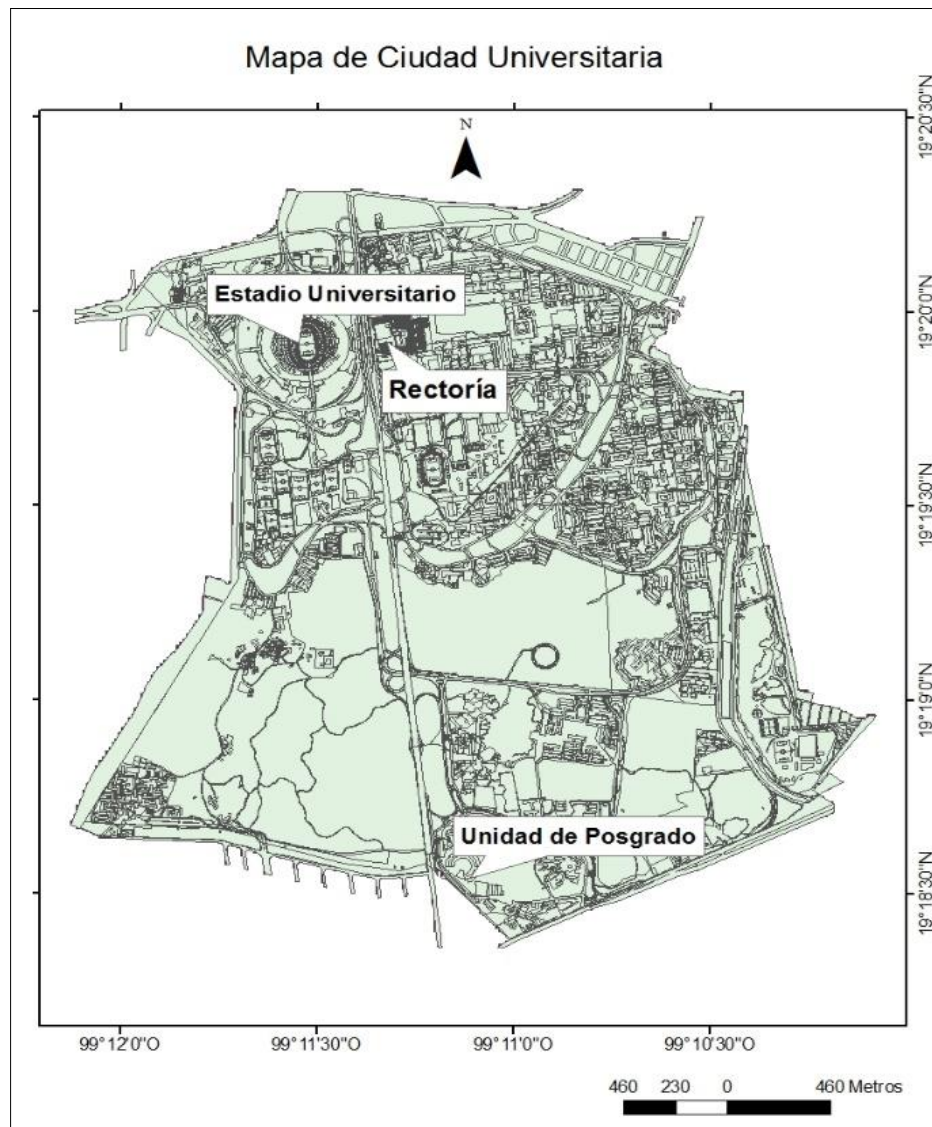 Mapa de Ciudad Universitaria
N
19°20'30"N
Estadio Universitario
19°20'0"N
Rectoría
19°19'30"N
19°19'0"N
Unidad de Posgrado
19°18'30"N
99°12'0"O 99°11'30"O 99°11'0"O 99°10'30"O
460 230 0 460 Metros